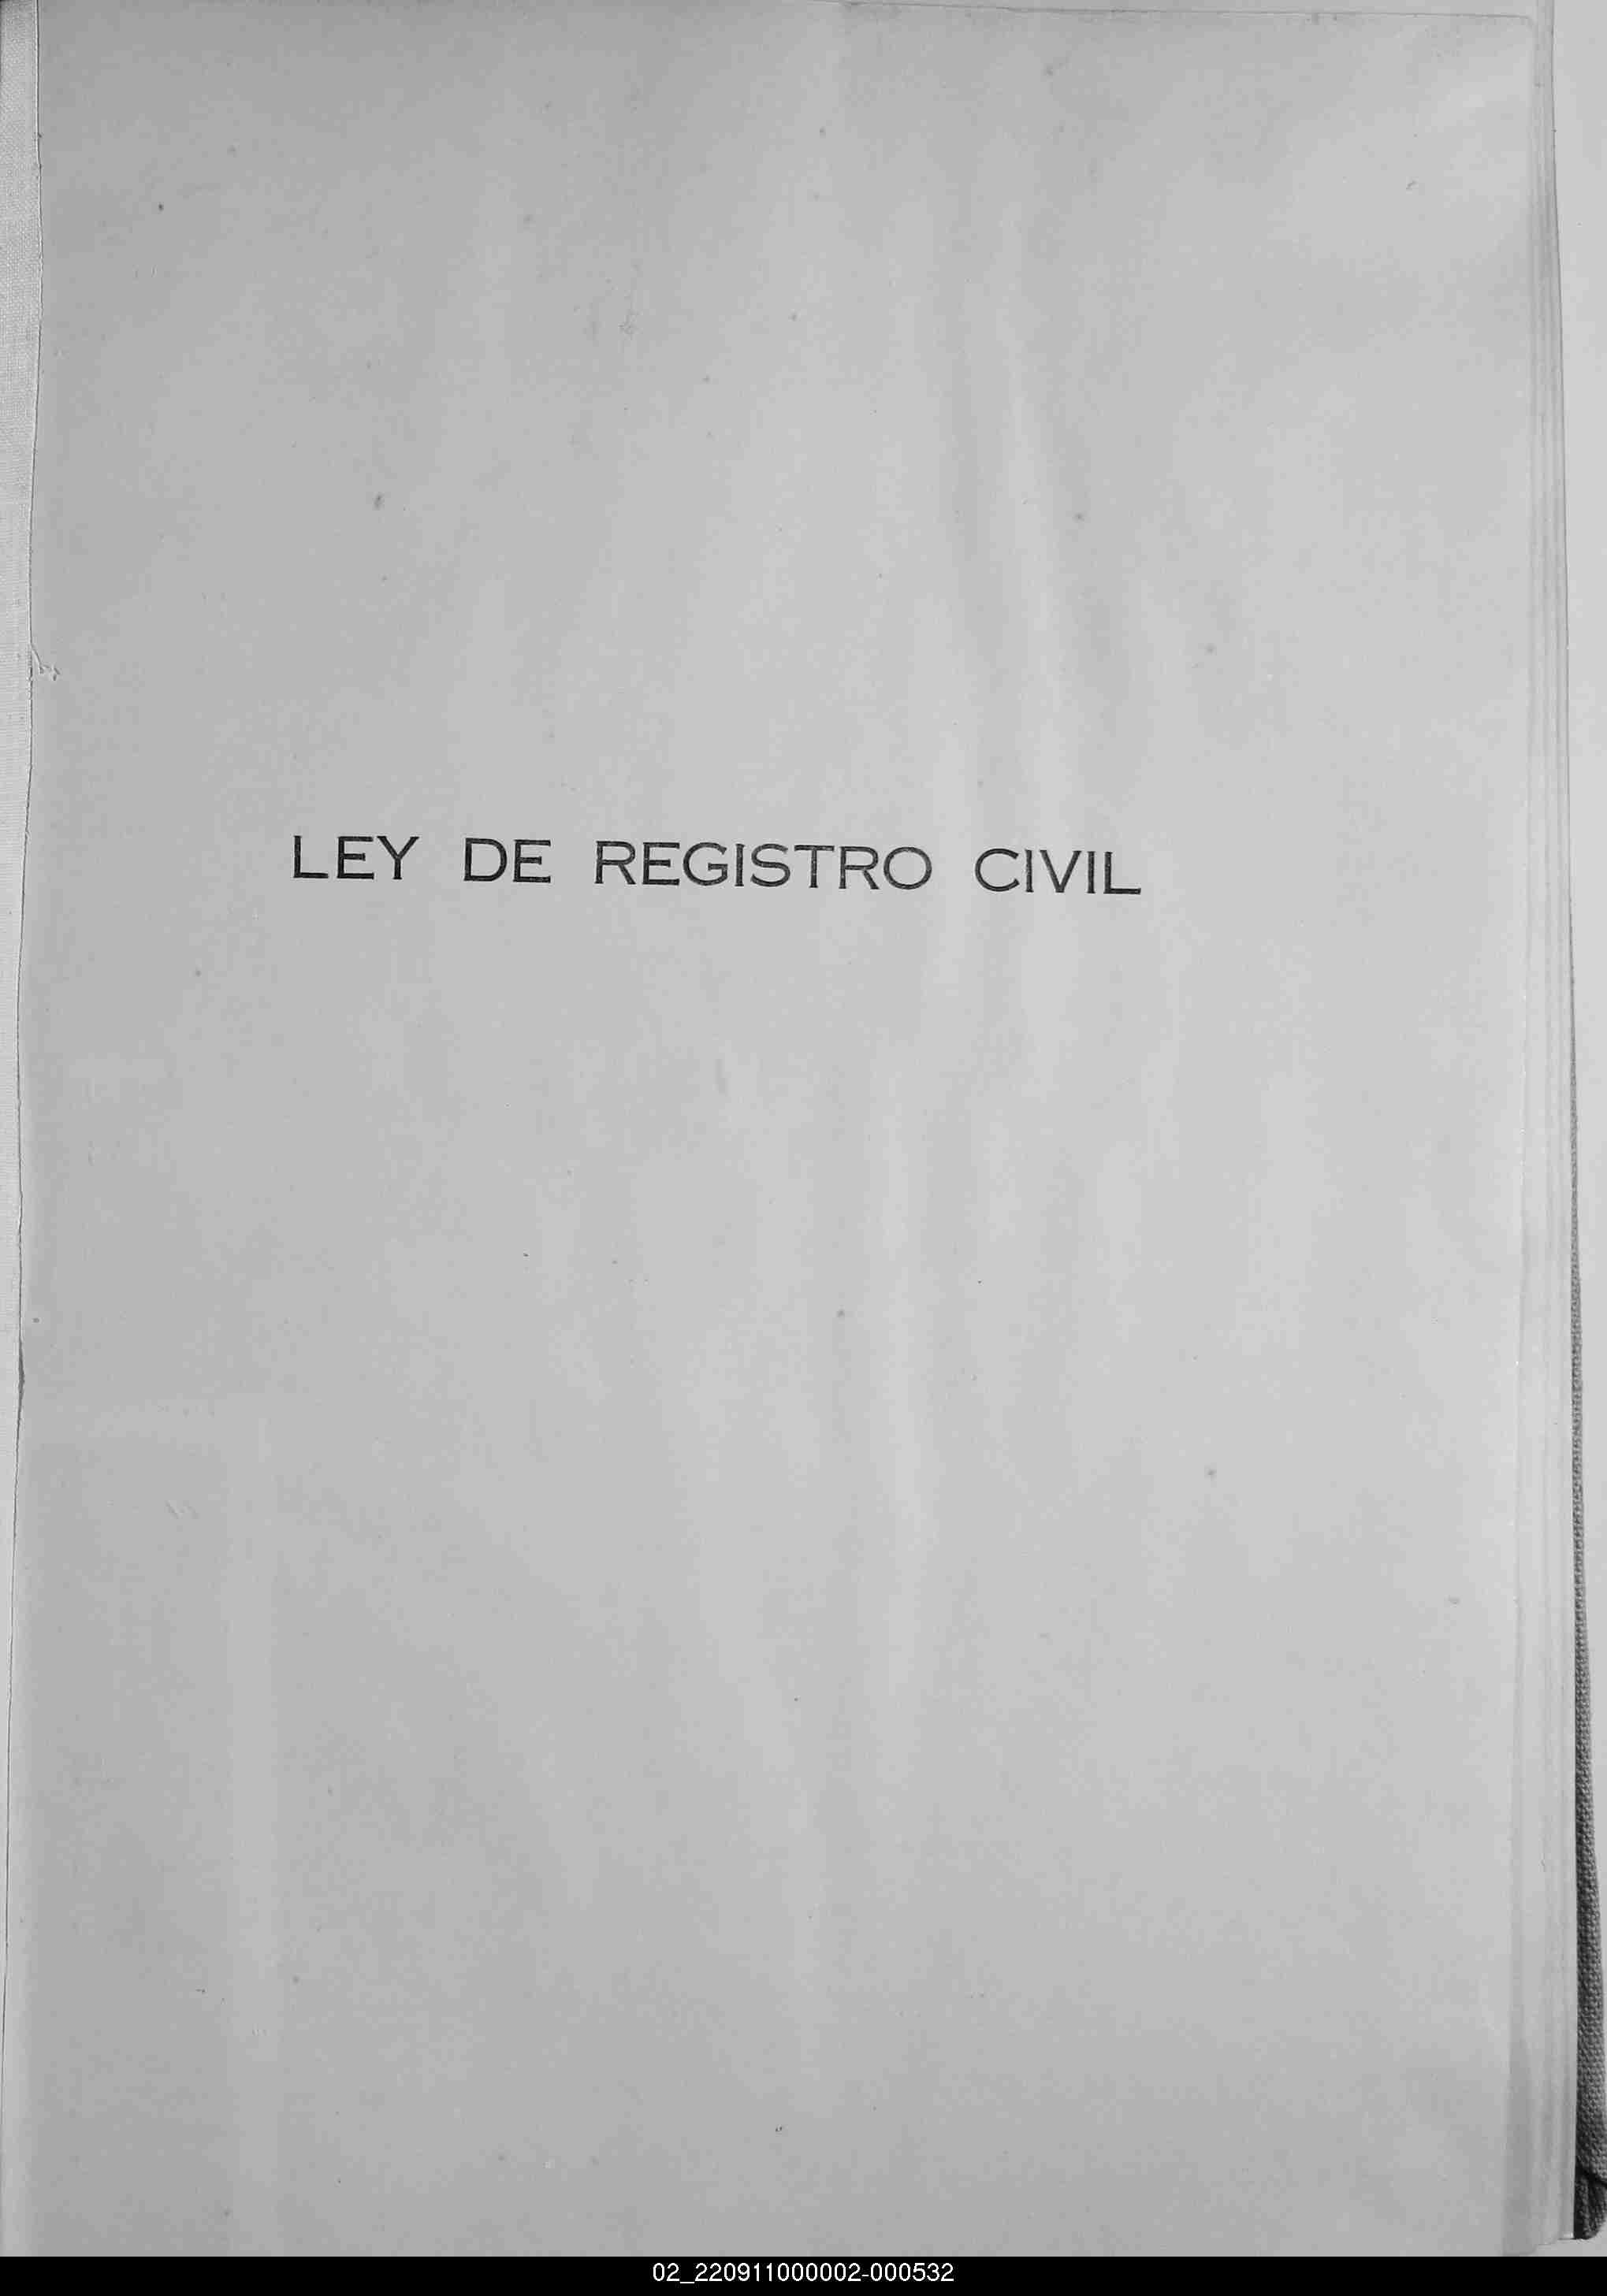 LEY DE REGISTRO CIVIL
02_220911000002-000532